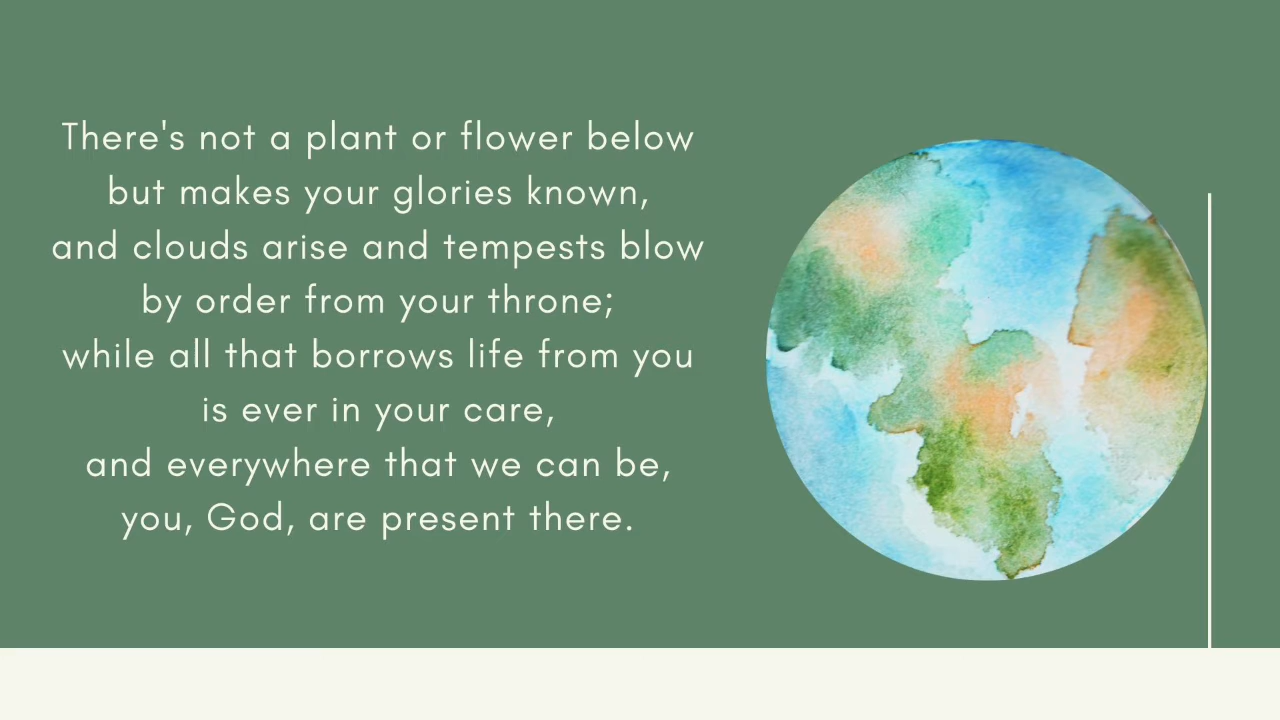 There's not a plant or flower below
but makes your glories known,
and clouds arise and tempests blow
by order from your throne;
while all that borrows life from you
is ever in your care,
and everywhere that we can be,
you, God, are present there.